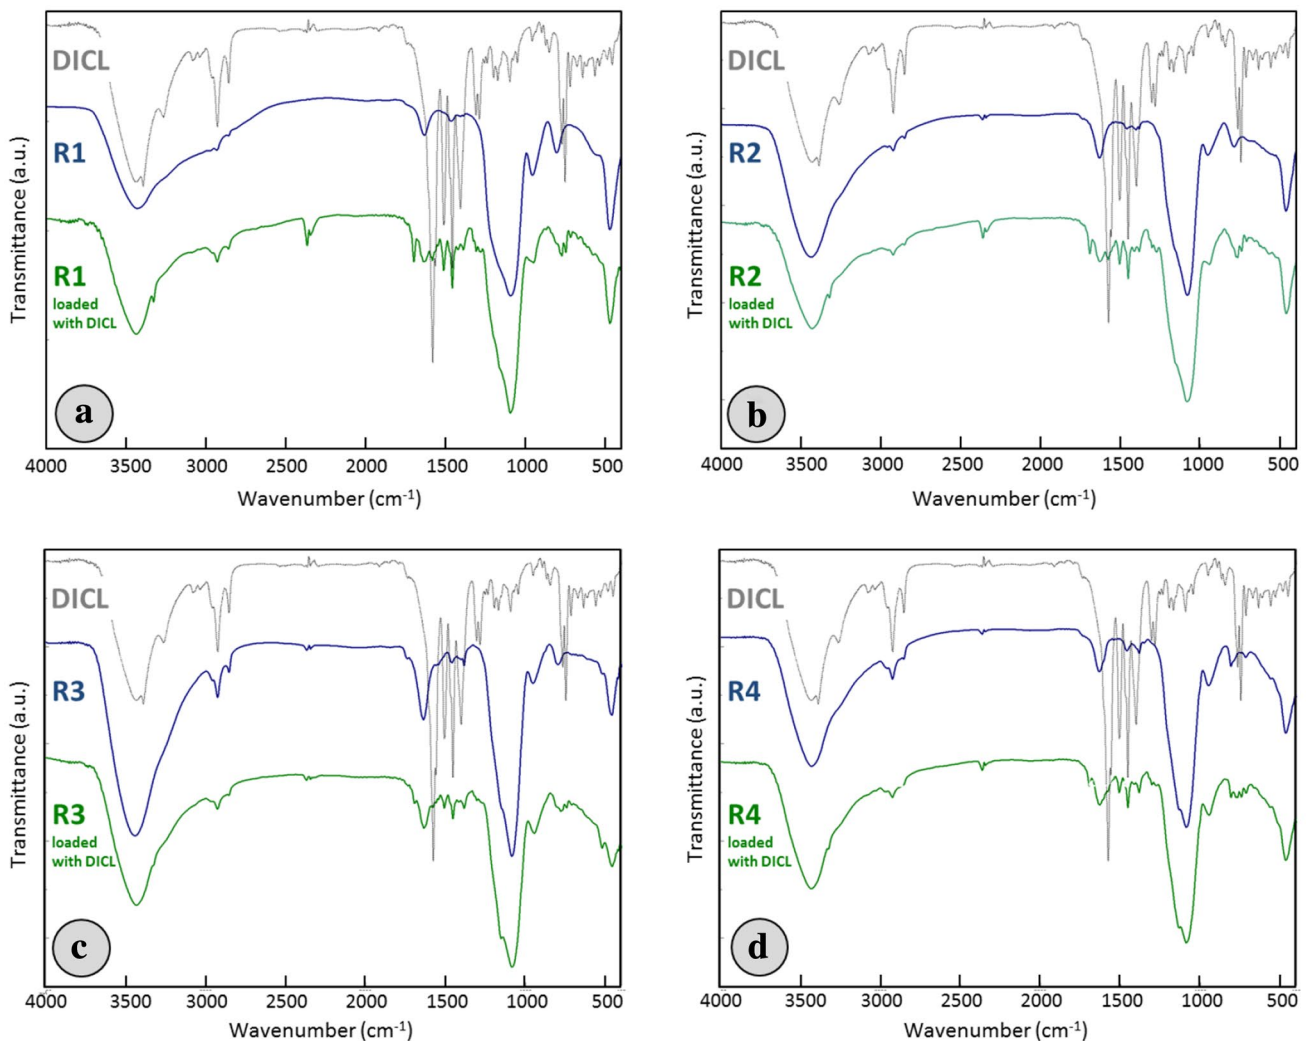 DICL
R1
R1
loaded
with DICL
a
Transmittance (a.u.)
4000 3500 3000 2500 2000 1500 1000 500
Wavenumber (cm-1)
DICL
R2
R2
loaded
with DICL
b
Transmittance (a.u.)
4000 3500 3000 2500 2000 1500 1000 500
Wavenumber (cm-1)
DICL
R3
R3
loaded
with DICL
c
Transmittance (a.u.)
4000 3500 3000 2500 2000 1500 1000 500
Wavenumber (cm-1)
DICL
R4
R4
loaded
with DICL
d
Transmittance (a.u.)
4000 3500 3000 2500 2000 1500 1000 500
Wavenumber (cm-1)